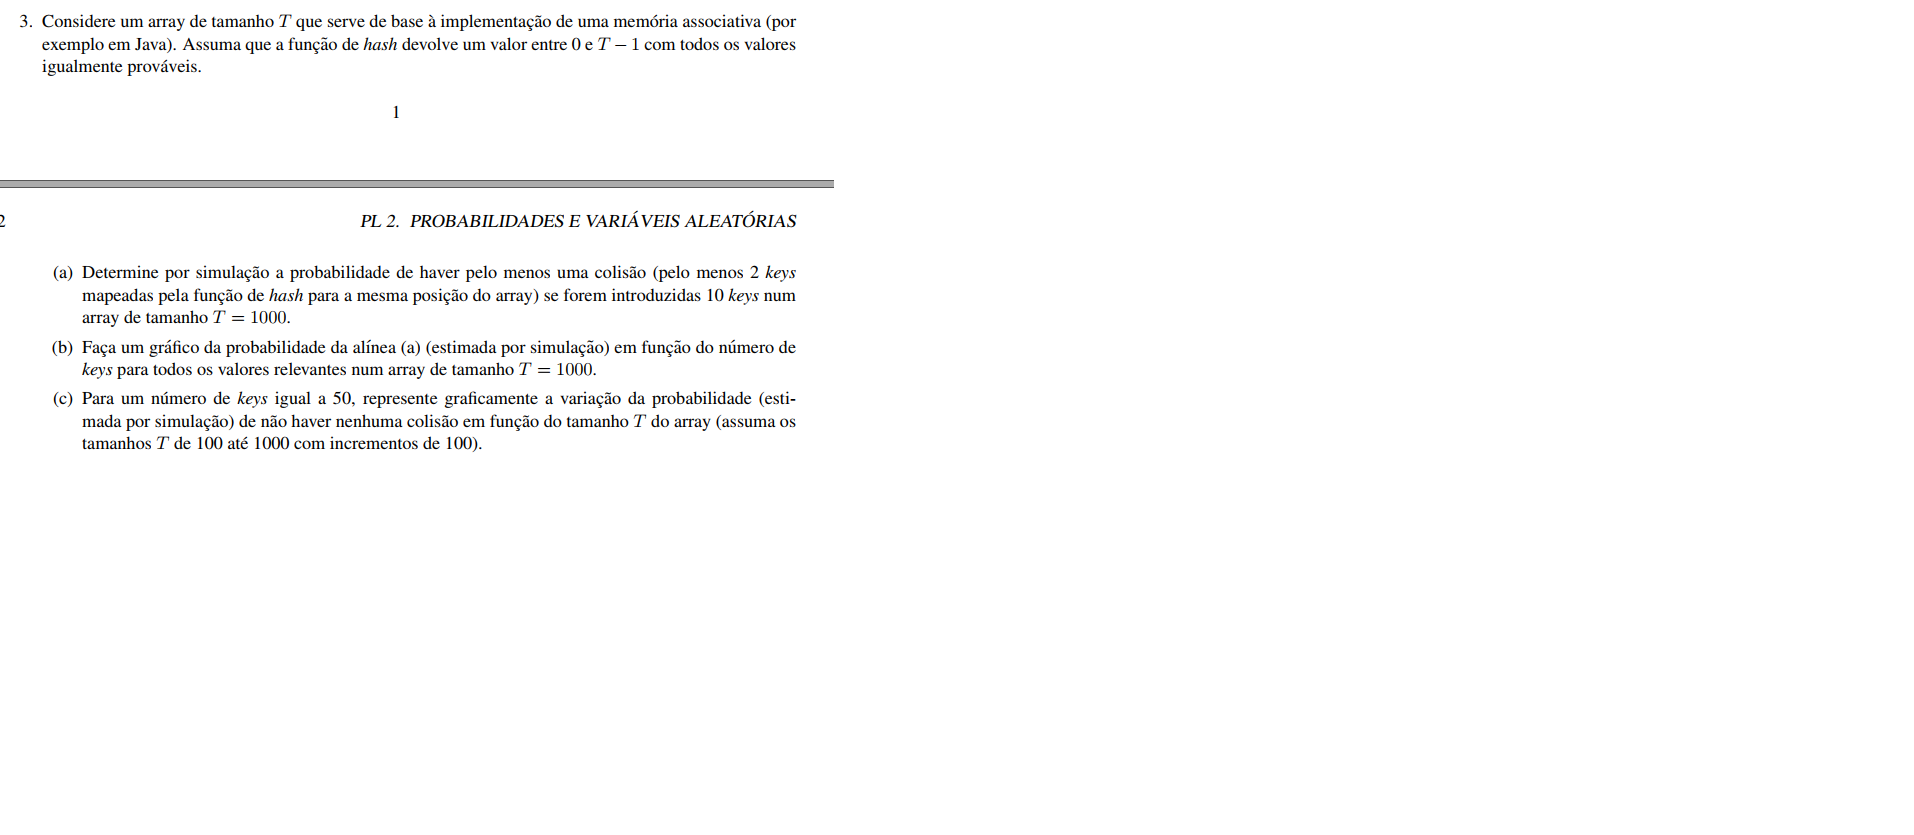 3. Considere um array de tamanho T que serve de base à implementação de uma memória associativa (por
exemplo em Java). Assuma que a função de hash devolve um valor entre 0 e T − 1 com todos os valores
igualmente prováveis.
1
2
PL 2. PROBABILIDADES E VARIÁVEIS ALEATÓRIAS
(a) Determine por simulação a probabilidade de haver pelo menos uma colisão (pelo menos 2 keys
mapeadas pela função de hash para a mesma posição do array) se forem introduzidas 10 keys num
array de tamanho T = 1000.
(b) Faça um gráfico da probabilidade da alínea (a) (estimada por simulação) em função do número de
keys para todos os valores relevantes num array de tamanho T = 1000.
(c) Para um número de keys igual a 50, represente graficamente a variação da probabilidade (esti-
mada por simulação) de não haver nenhuma colisão em função do tamanho T do array (assuma os
tamanhos T de 100 até 1000 com incrementos de 100).